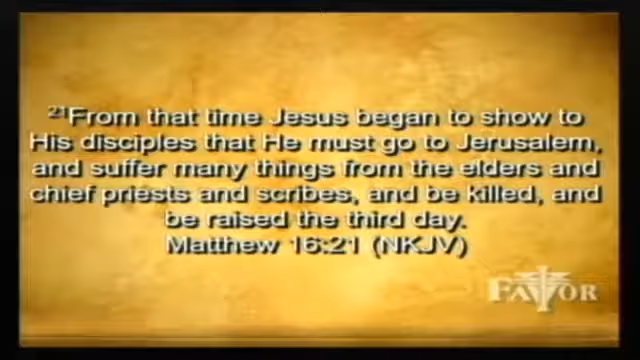 ²¹From that time Jesus began to show to
His disciples that He must go to Jerusalem,
and suffer many things from the elders and
chief priests and scribes, and be killed, and
be raised the third day.
Matthew 16:21 (NKJV)
FAVOR